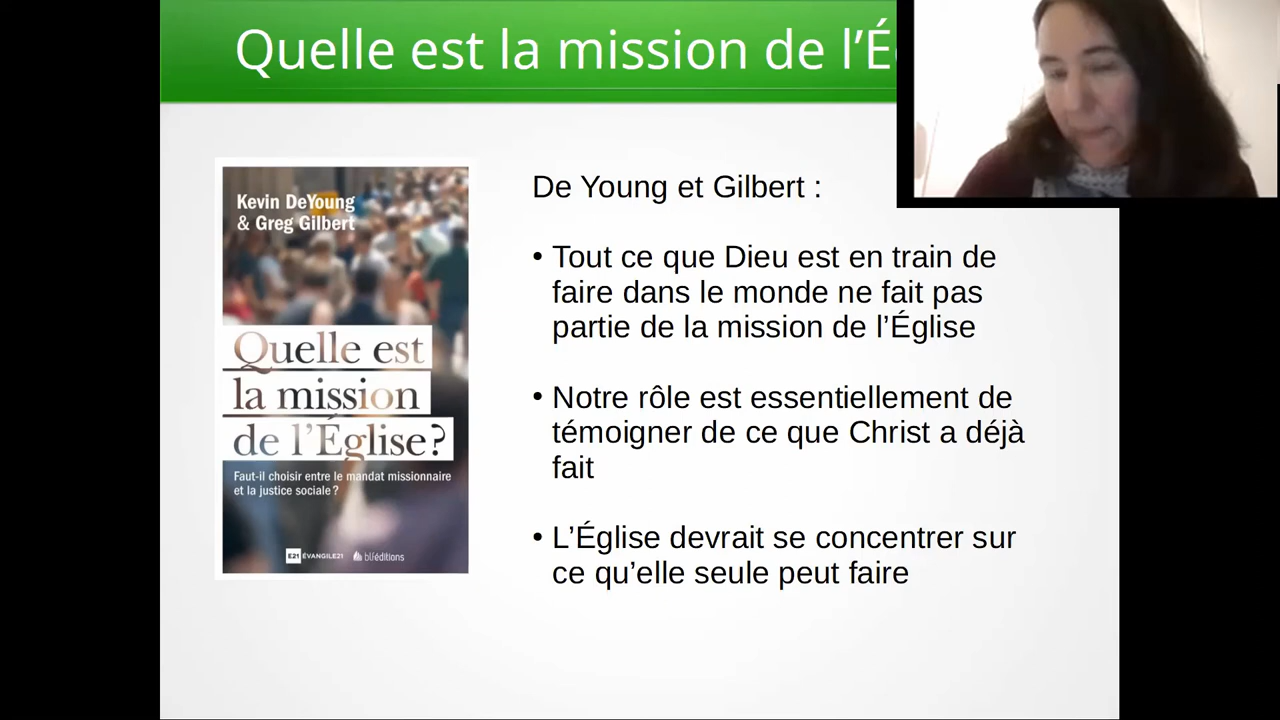 Quelle est la mission de l’É
Kevin DeYoung
& Greg Gilbert
Quelle est
la mission
de l’Église?
Faut-il choisir entre le mandat missionnaire
et la justice sociale ?
E21 ÉVANGILE21 blféditions
De Young et Gilbert :
• Tout ce que Dieu est en train de
faire dans le monde ne fait pas
partie de la mission de l’Église
• Notre rôle est essentiellement de
témoigner de ce que Christ a déjà
fait
• L’Église devrait se concentrer sur
ce qu’elle seule peut faire